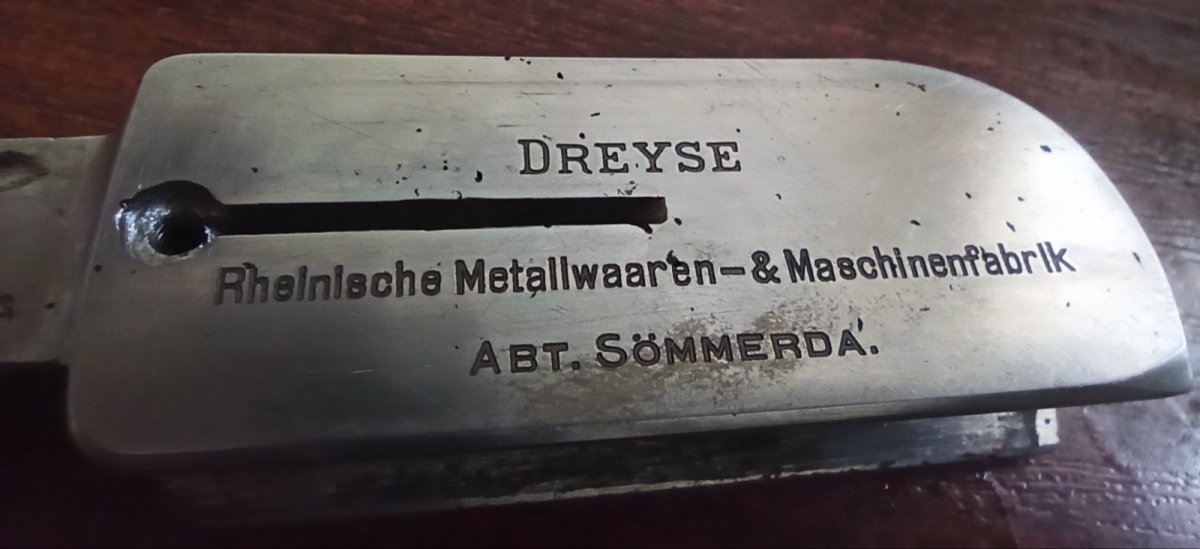 DREYSE
Rheinische Metallwaaren-& Maschinenfabrik
ABT. SÖMMERDA.